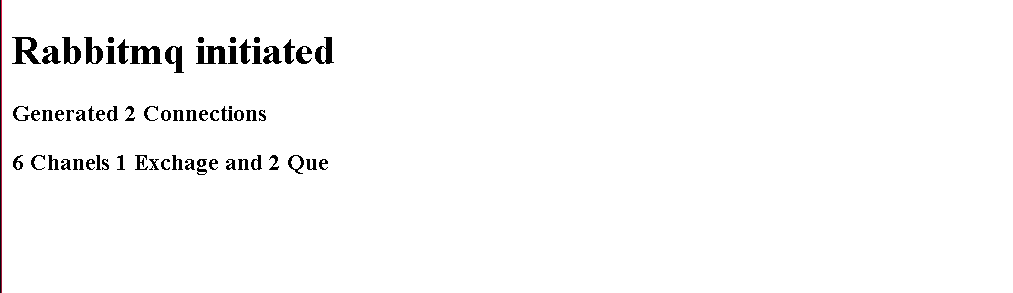 Rabbitmq initiated
Generated 2 Connections
6 Chanels 1 Exchage and 2 Que